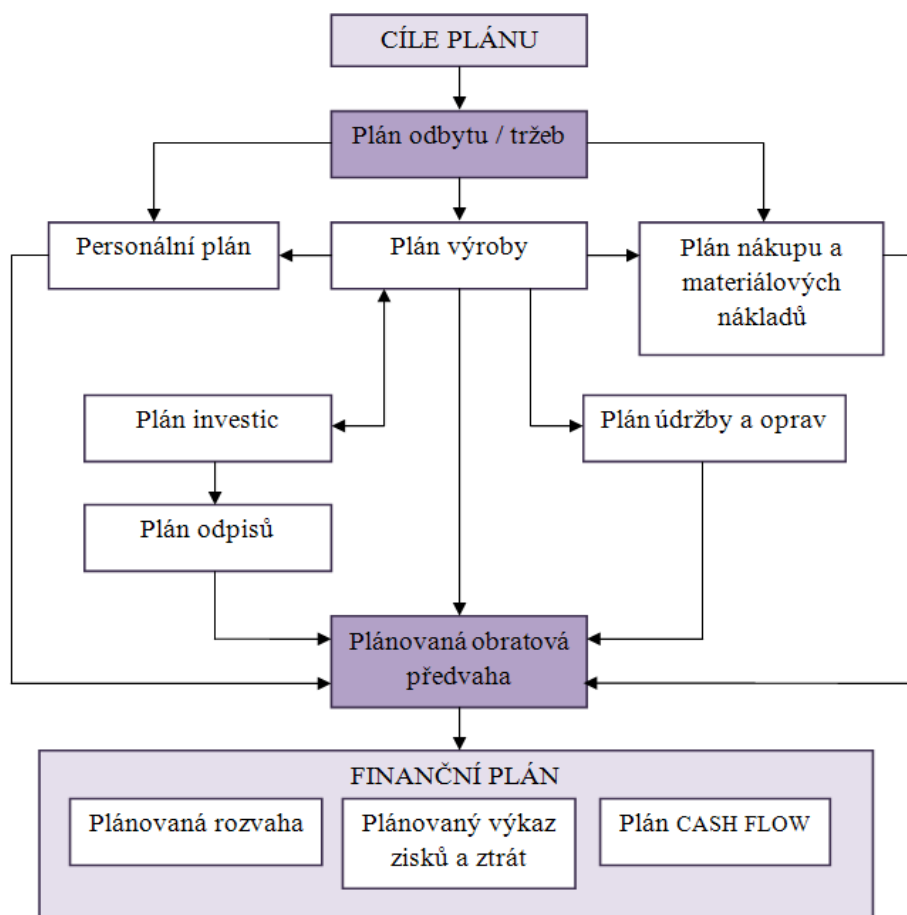 CÍLE PLÁNU
Plán odbytu / tržeb
Personální plán
Plán výroby
Plán nákupu a
materiálových
nákladů
Plán investic
Plán údržby a oprav
Plán odpisů
Plánovaná obratová
předvaha
FINANČNÍ PLÁN
Plánovaná rozvaha
Plánovaný výkaz
zisků a ztrát
Plán CASH FLOW